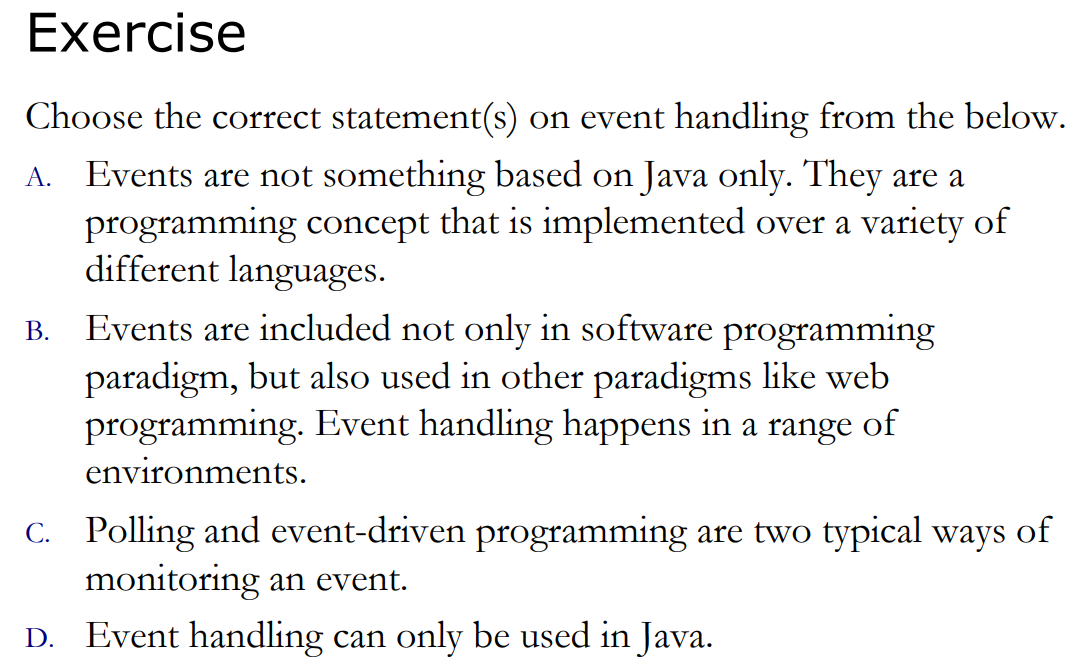 Exercise
Choose the correct statement(s) on event handling from the below.
A. Events are not something based on Java only. They are a
programming concept that is implemented over a variety of
different languages.
B. Events are included not only in software programming
paradigm, but also used in other paradigms like web
programming. Event handling happens in a range of
environments.
C. Polling and event-driven programming are two typical ways of
monitoring an event.
D. Event handling can only be used in Java.